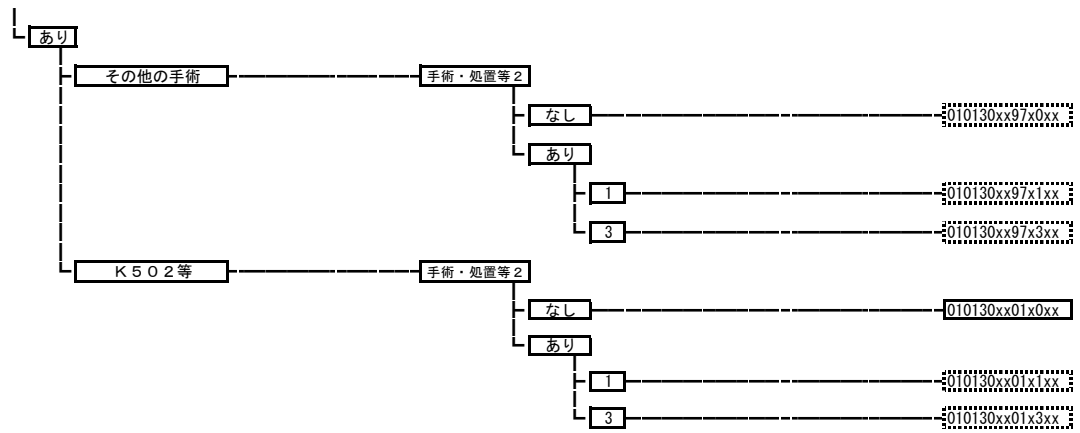 あり
その他の手術 手術・処置等2
なし 010130xx97x0xx
あり
1 010130xx97x1xx
3 010130xx97x3xx
K502等 手術・処置等2
なし 010130xx01x0xx
あり
1 010130xx01x1xx
3 010130xx01x3xx